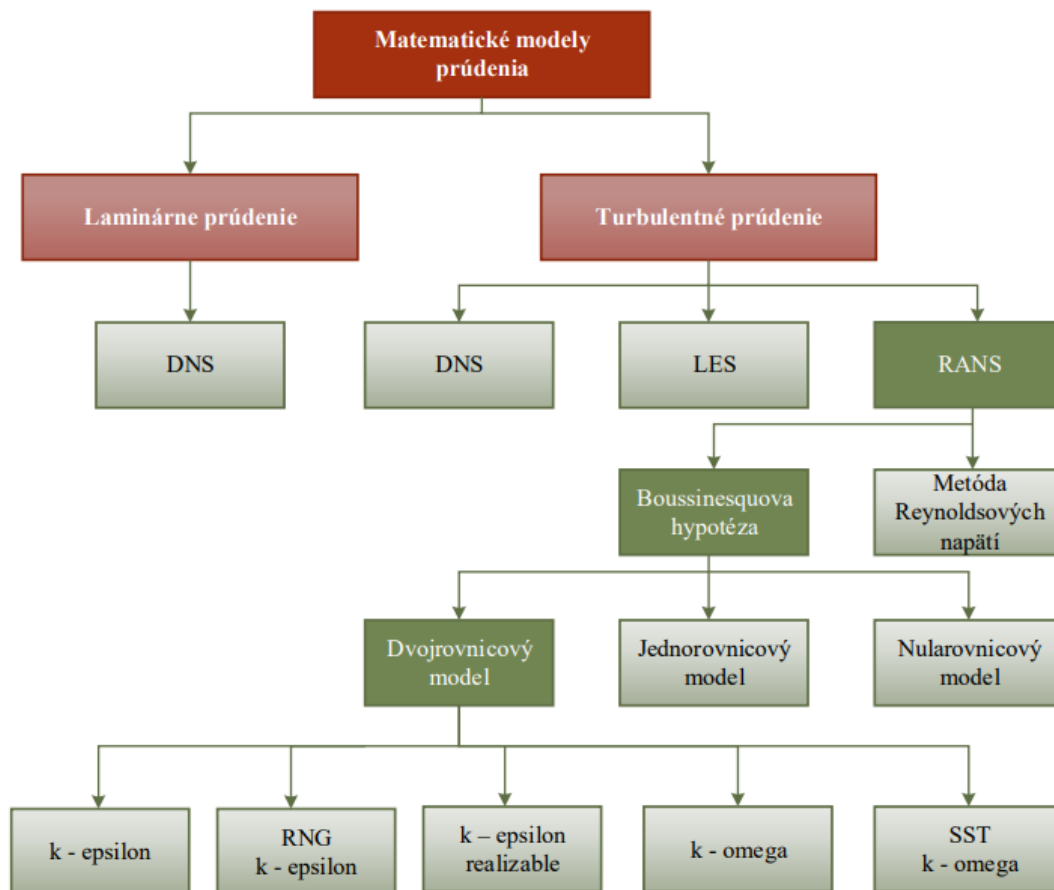 Matematické modely
prúdenia
Laminárne prúdenie
Turbulentné prúdenie
DNS
DNS
LES
RANS
Boussinesquova
hypotéza
Metóda
Reynoldsových
napätí
Dvojrovnicový
model
Jednorovnicový
model
Nularovnicový
model
k - epsilon
RNG
k - epsilon
k – epsilon
realizable
k - omega
SST
k - omega